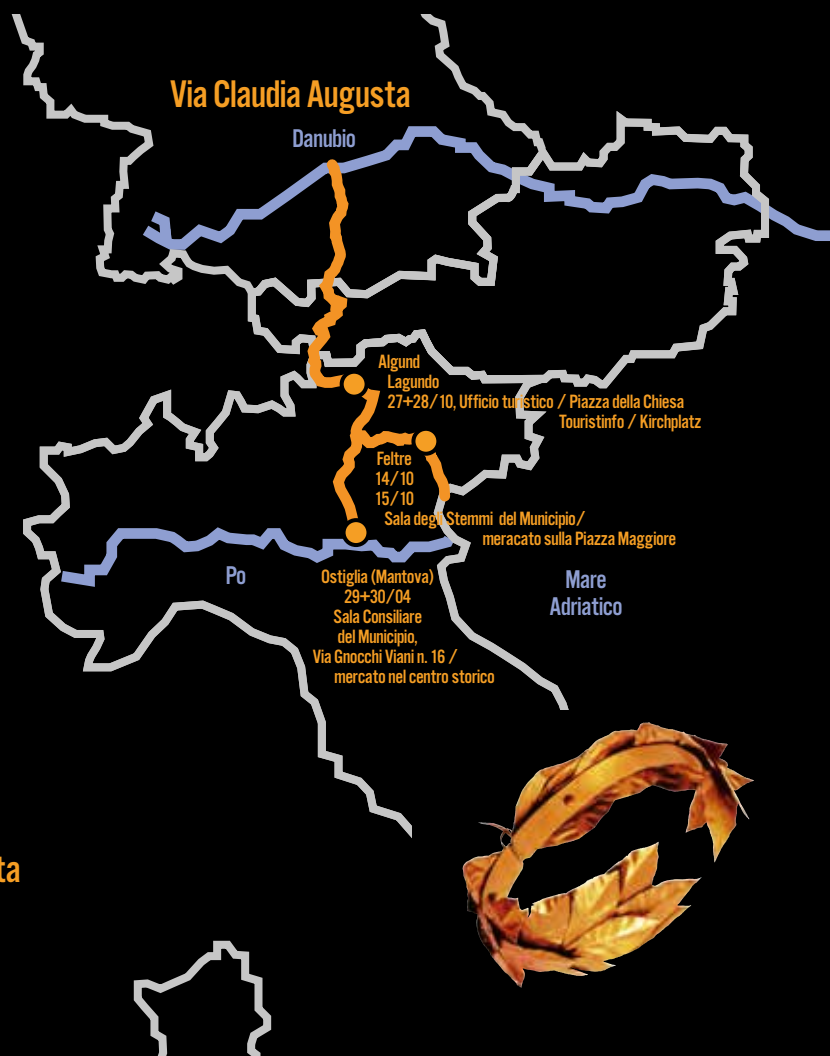 Via Claudia Augusta
Danubio
Algund
Lagundo
27+28/10, Ufficio turistico / Piazza della Chiesa
Touristinfo / Kirchplatz
Feltre
14/10
15/10
Sala degli Stemmi del Municipio/
meracato sulla Piazza Maggiore
Po
Ostiglia (Mantova)
29+30/04
Sala Consiliare
del Municipio,
Via Gnocchi Viani n. 16 /
mercato nel centro storico
Mare
Adriatico
ta